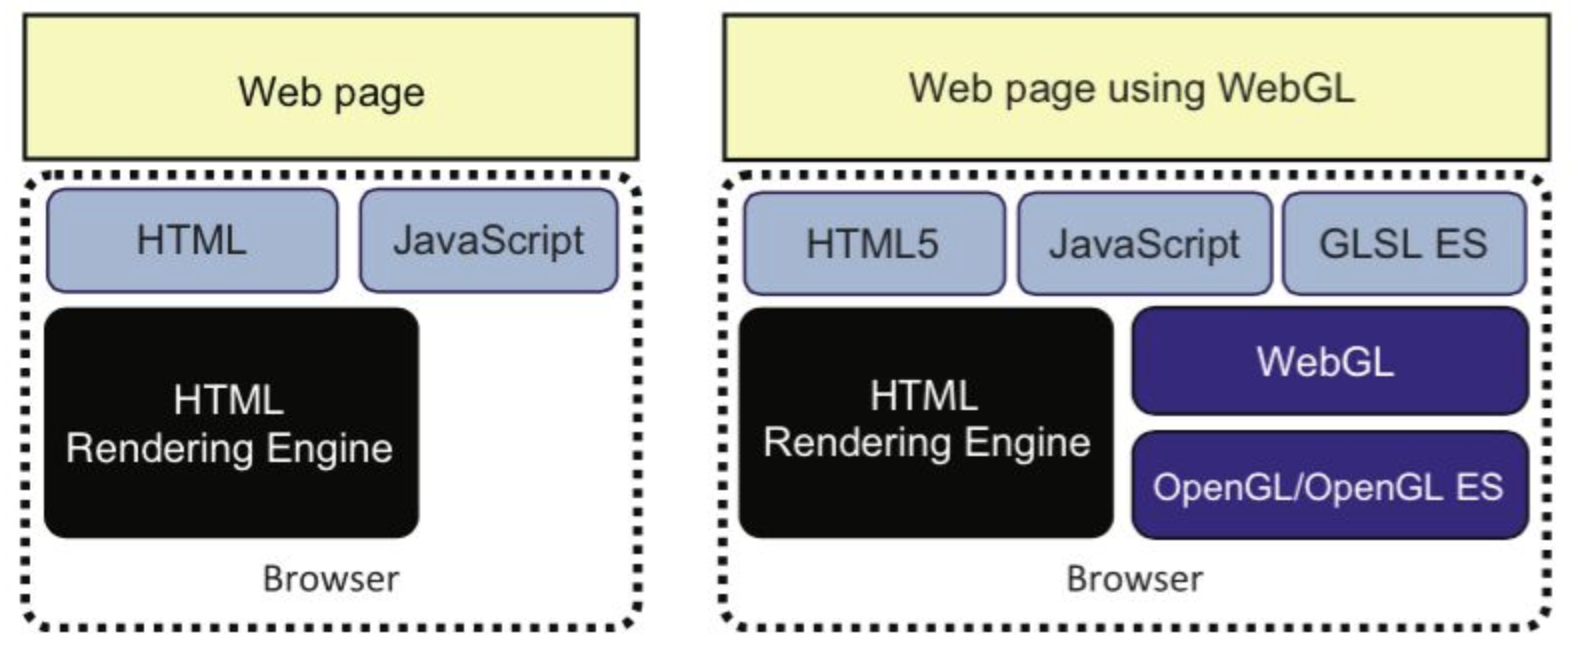 Web page
HTML
JavaScript
HTML
Rendering Engine
Browser
Web page using WebGL
HTML5
JavaScript
GLSL ES
HTML
Rendering Engine
WebGL
OpenGL/OpenGL ES
Browser